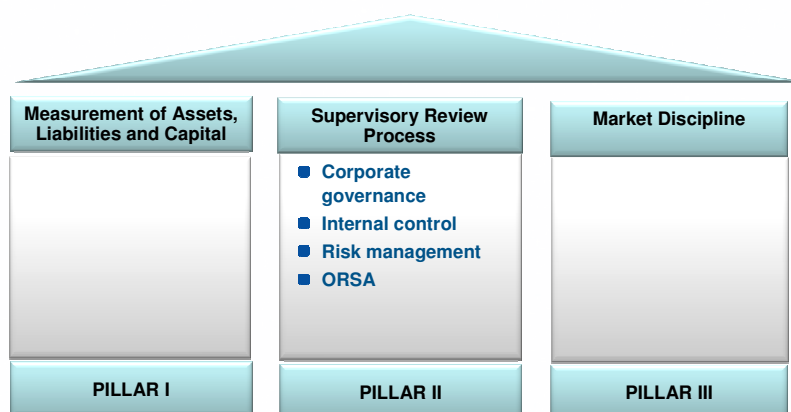 Measurement of Assets,
Liabilities and Capital
Supervisory Review
Process
Market Discipline
Corporate
governance
Internal control
Risk management
ORSA
PILLAR I
PILLAR II
PILLAR III